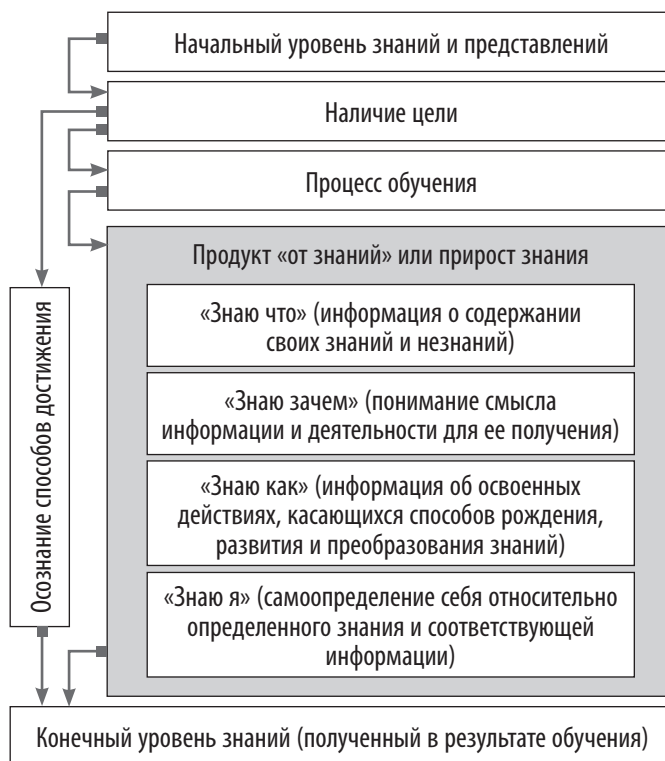 Начальный уровень знаний и представлений
Наличие цели
Процесс обучения
Продукт «от знаний» или прирост знания
«Знаю что» (информация о содержании
своих знаний и незнаний)
«Знаю зачем» (понимание смысла
информации и деятельности для ее получения)
«Знаю как» (информация об освоенных
действиях, касающихся способов рождения,
развития и преобразования знаний)
«Знаю я» (самоопределение себя относительно
определенного знания и соответствующей
информации)
Осознание способов достижения
Конечный уровень знаний (полученный в результате обучения)